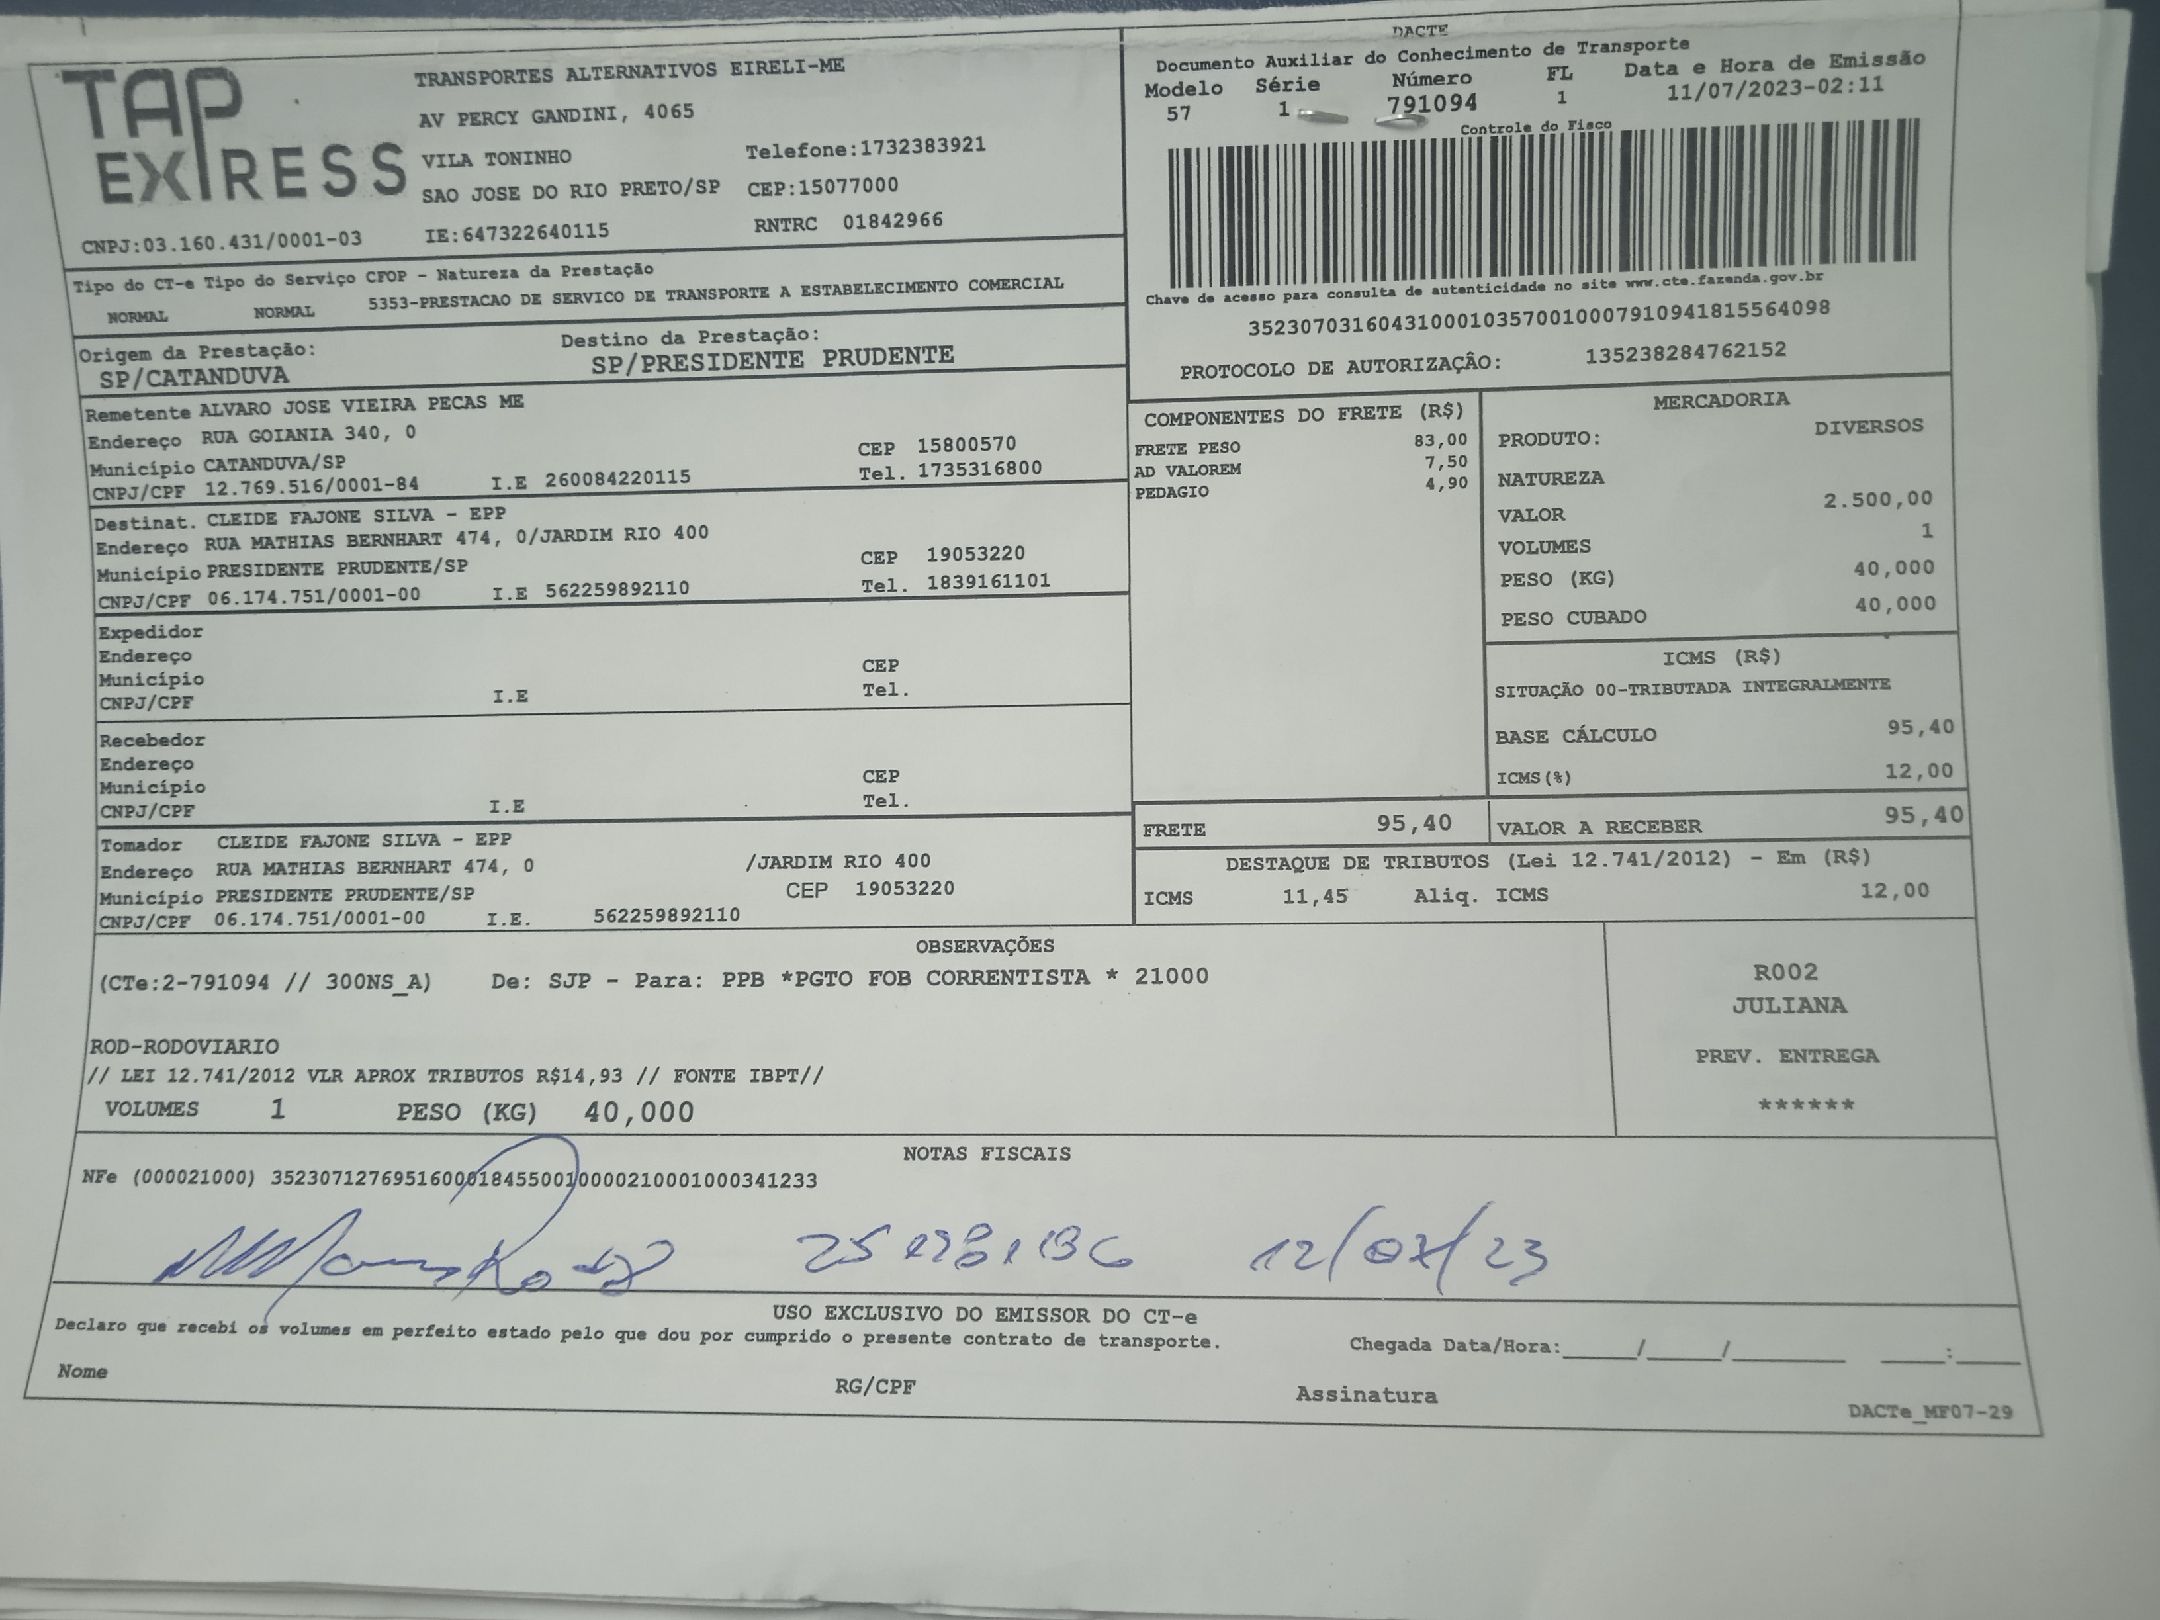 TAP
EXPRESS
TRANSPORTES ALTERNATIVOS EIRELI-ME
AV PERCY GANDINI, 4065
VILA TONINHO Telefone:1732383921
SAO JOSE DO RIO PRETO/SP CEP:15077000
CNPJ:03.160.431/0001-03 IE:647322640115 RNTRC 01842966
DACTE
Documento Auxiliar do Conhecimento de Transporte
Modelo Série Número FL Data e Hora de Emissão
57 1 791094 1 11/07/2023-02:11
Controle do Fisco
Chave de acesso para consulta de autenticidade no site www.cte.fazenda.gov.br
35230703160431000103570010007910941815564098
PROTOCOLO DE AUTORIZAÇÂO: 135238284762152
Tipo do CT-e Tipo do Serviço CFOP - Natureza da Prestação
NORMAL NORMAL 5353-PRESTACAO DE SERVICO DE TRANSPORTE A ESTABELECIMENTO COMERCIAL
Origem da Prestação: Destino da Prestação:
SP/CATANDUVA SP/PRESIDENTE PRUDENTE
Remetente ALVARO JOSE VIEIRA PECAS ME
Endereço RUA GOIANIA 340, 0 CEP 15800570
Município CATANDUVA/SP Tel. 1735316800
CNPJ/CPF 12.769.516/0001-84 I.E 260084220115
Destinat. CLEIDE FAJONE SILVA - EPP
Endereço RUA MATHIAS BERNHART 474, 0/JARDIM RIO 400 CEP 19053220
Município PRESIDENTE PRUDENTE/SP Tel. 1839161101
CNPJ/CPF 06.174.751/0001-00 I.E 562259892110
Expedidor
Endereço
Município CEP
CNPJ/CPF I.E Tel.
Recebedor
Endereço
Município CEP
CNPJ/CPF I.E Tel.
Tomador CLEIDE FAJONE SILVA - EPP
Endereço RUA MATHIAS BERNHART 474, 0 /JARDIM RIO 400
Município PRESIDENTE PRUDENTE/SP CEP 19053220
CNPJ/CPF 06.174.751/0001-00 I.E. 562259892110
COMPONENTES DO FRETE (R$)
FRETE PESO 83,00
AD VALOREM 7,50
PEDAGIO 4,90
MERCADORIA
PRODUTO: DIVERSOS
NATUREZA
VALOR 2.500,00
VOLUMES 1
PESO (KG) 40,000
PESO CUBADO 40,000
ICMS (R$)
SITUAÇÃO 00-TRIBUTADA INTEGRALMENTE
BASE CÁLCULO 95,40
ICMS(%) 12,00
FRETE 95,40 VALOR A RECEBER 95,40
DESTAQUE DE TRIBUTOS (Lei 12.741/2012) - Em (R$)
ICMS 11,45 Aliq. ICMS 12,00
OBSERVAÇÕES
(CTe:2-791094 // 300NS_A) De: SJP - Para: PPB *PGTO FOB CORRENTISTA * 21000
ROD-RODOVIARIO
// LEI 12.741/2012 VLR APROX TRIBUTOS R$14,93 // FONTE IBPT//
VOLUMES 1 PESO (KG) 40,000
R002
JULIANA
PREV. ENTREGA
******
NOTAS FISCAIS
NFe (000021000) 35230712769516000184550010000210001000341233
12/07/23
USO EXCLUSIVO DO EMISSOR DO CT-e
Declaro que recebi os volumes em perfeito estado pelo que dou por cumprido o presente contrato de transporte.
Chegada Data/Hora:_____/_____/________ ____:_____
Nome RG/CPF Assinatura
DACTe_MF07-29